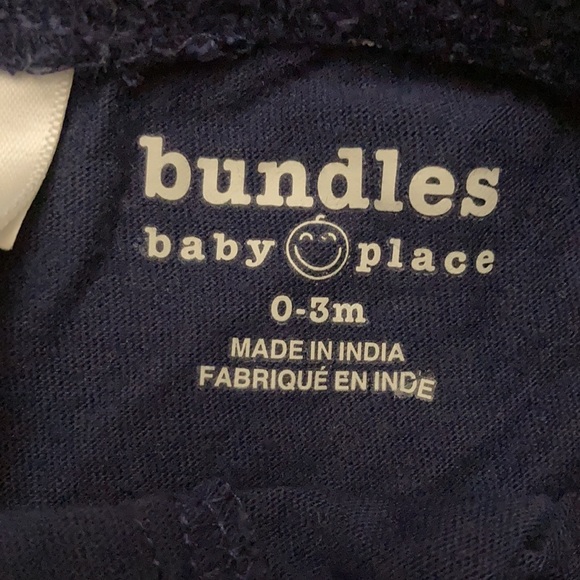 bundles
baby place
0-3m
MADE IN INDIA
FABRIQUÉ EN INDE